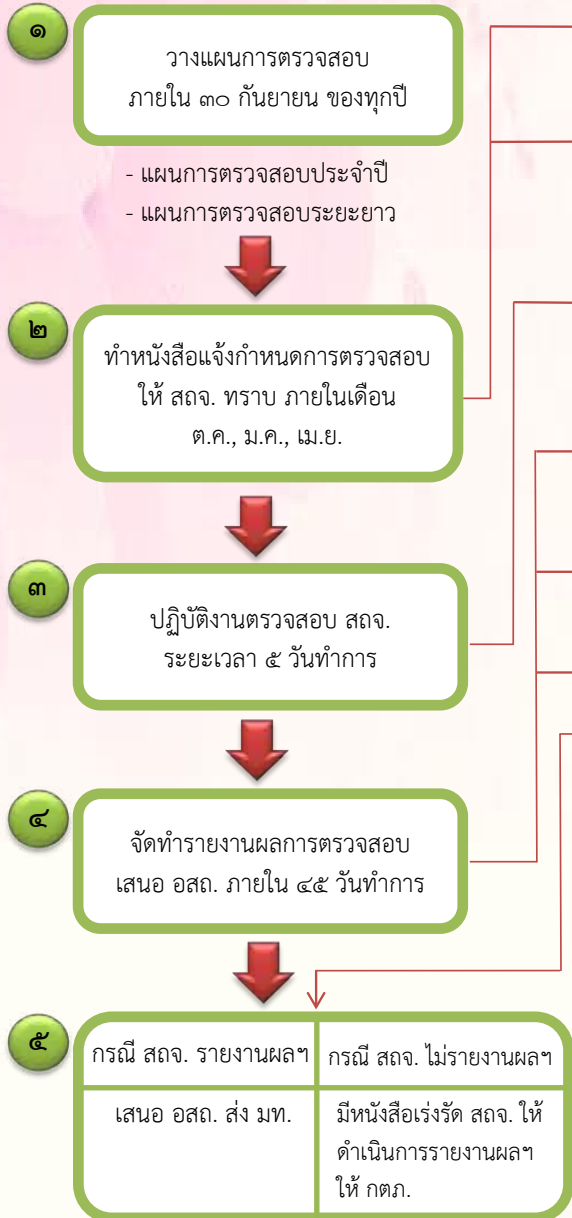 ๑
วางแผนการตรวจสอบ
ภายใน ๓๐ กันยายน ของทุกปี
- แผนการตรวจสอบประจำปี
- แผนการตรวจสอบระยะยาว
๒
ทำหนังสือแจ้งกำหนดการตรวจสอบ
ให้ สถจ. ทราบ ภายในเดือน
ต.ค., ม.ค., เม.ย.
๓
ปฏิบัติงานตรวจสอบ สถจ.
ระยะเวลา ๕ วันทำการ
๔
จัดทำรายงานผลการตรวจสอบ
เสนอ อสถ. ภายใน ๔๕ วันทำการ
๕
กรณี สถจ. รายงานผลฯ
กรณี สถจ. ไม่รายงานผลฯ
เสนอ อสถ. ส่ง มท.
มีหนังสือเร่งรัด สถจ. ให้
ดำเนินการรายงานผลฯ
ให้ กตภ.